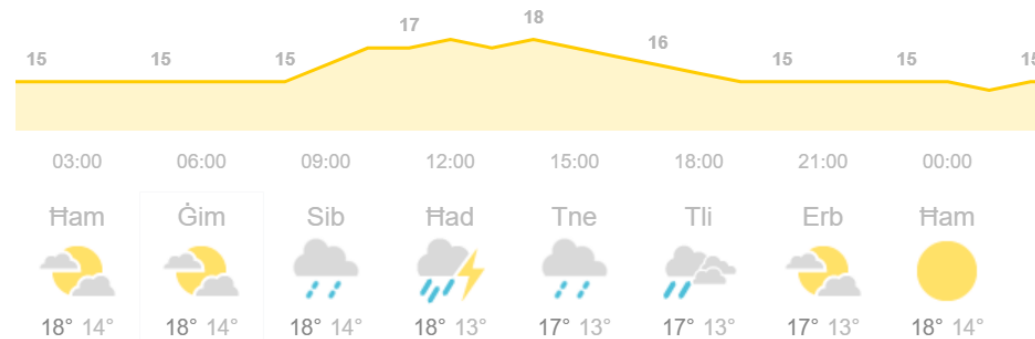 15 15 15 17 18 16 15 15 15
03:00 06:00 09:00 12:00 15:00 18:00 21:00 00:00
Ħam Ġim Sib Ħad Tne Tli Erb Ħam
18° 14° 18° 14° 18° 14° 18° 13° 17° 13° 17° 13° 17° 13° 18° 14°